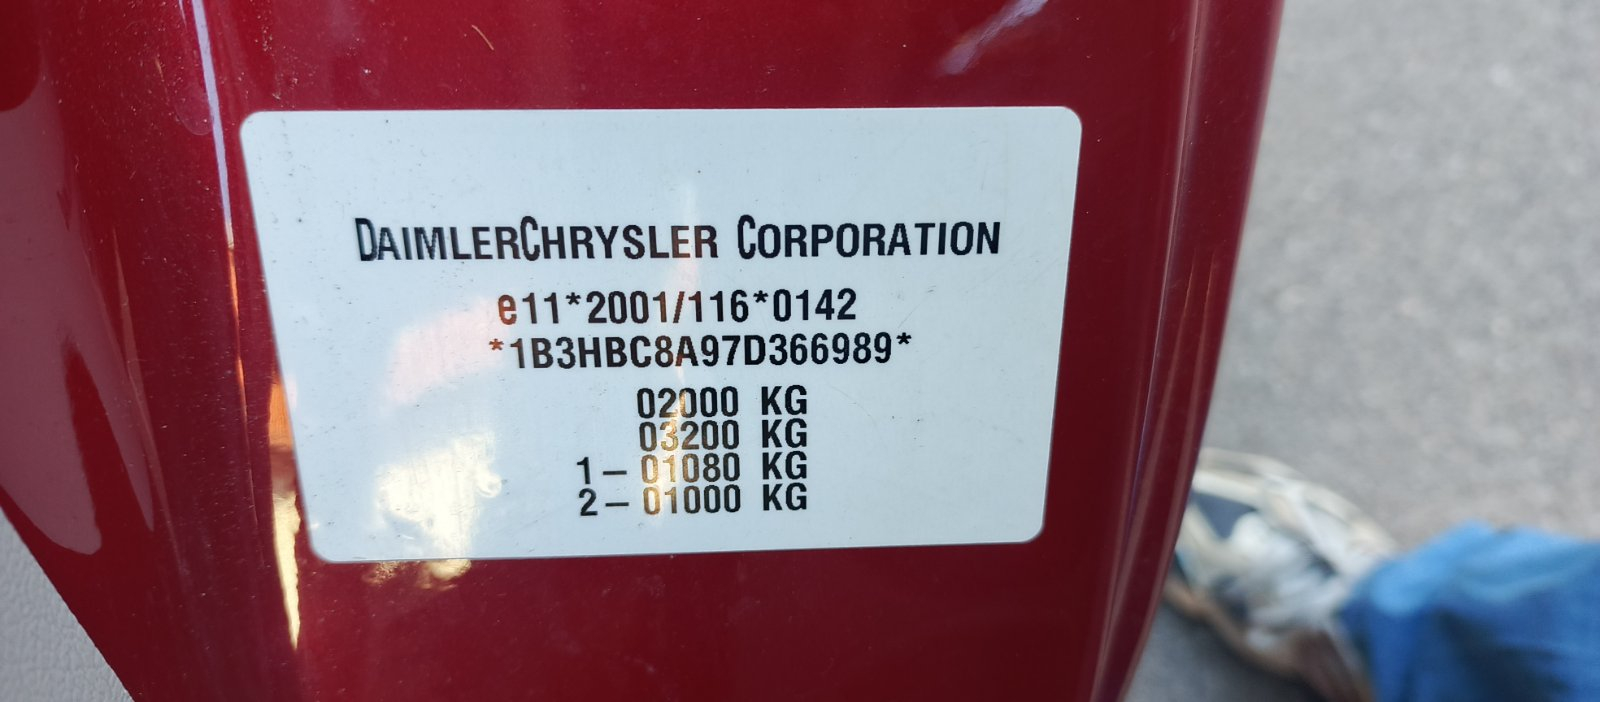 DAIMLERCHRYSLER CORPORATION
e11*2001/116*0142
*1B3HBC8A97D366989*
02000 KG
03200 KG
1– 01080 KG
2– 01000 KG